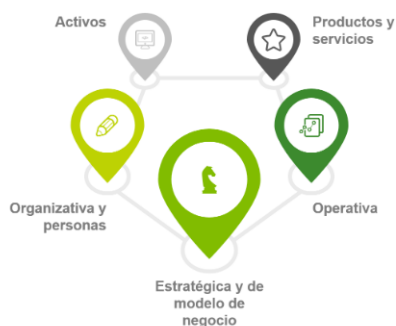 Activos
Productos y
servicios
Organizativa y
personas
Operativa
Estratégica y de
modelo de
negocio